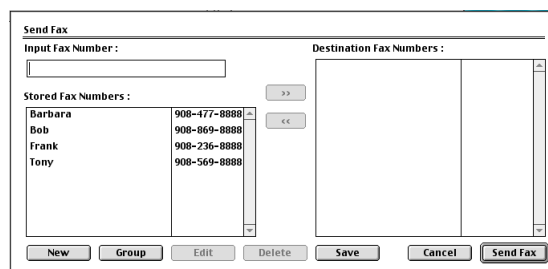 Send Fax
Input Fax Number :
Destination Fax Numbers :
>>
<<
Stored Fax Numbers :
Barbara 908-477-8888
Bob 908-869-8888
Frank 908-236-8888
Tony 908-569-8888
New Group Edit Delete Save Cancel Send Fax